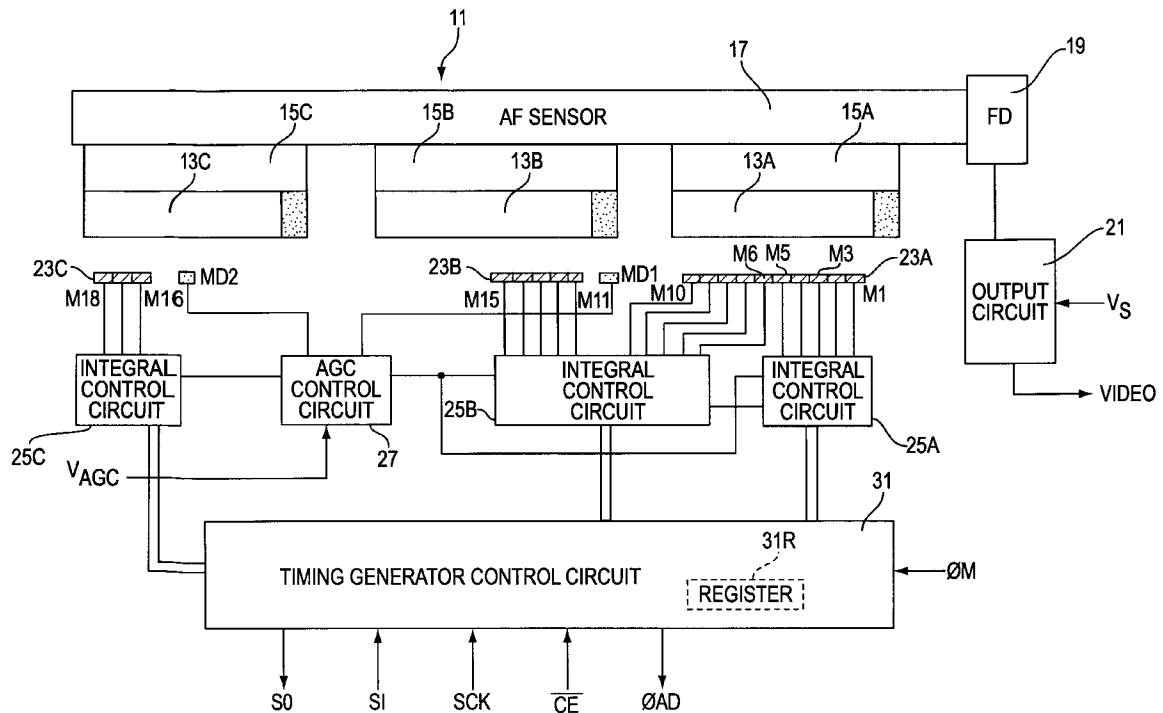 11
17
19
AF SENSOR
FD
15C
15B
15A
13C
13B
13A
21
23C
MD2
23B
MD1
M6
M5
M3
23A
M18
M16
M15
M11
M10
M1
OUTPUT
CIRCUIT
VS
VIDEO
INTEGRAL
CONTROL
CIRCUIT
AGC
CONTROL
CIRCUIT
INTEGRAL
CONTROL
CIRCUIT
INTEGRAL
CONTROL
CIRCUIT
25C
27
25B
25A
VAGC
31
31R
TIMING GENERATOR CONTROL CIRCUIT
REGISTER
ØM
S0
SI
SCK
C̅E̅
ØAD